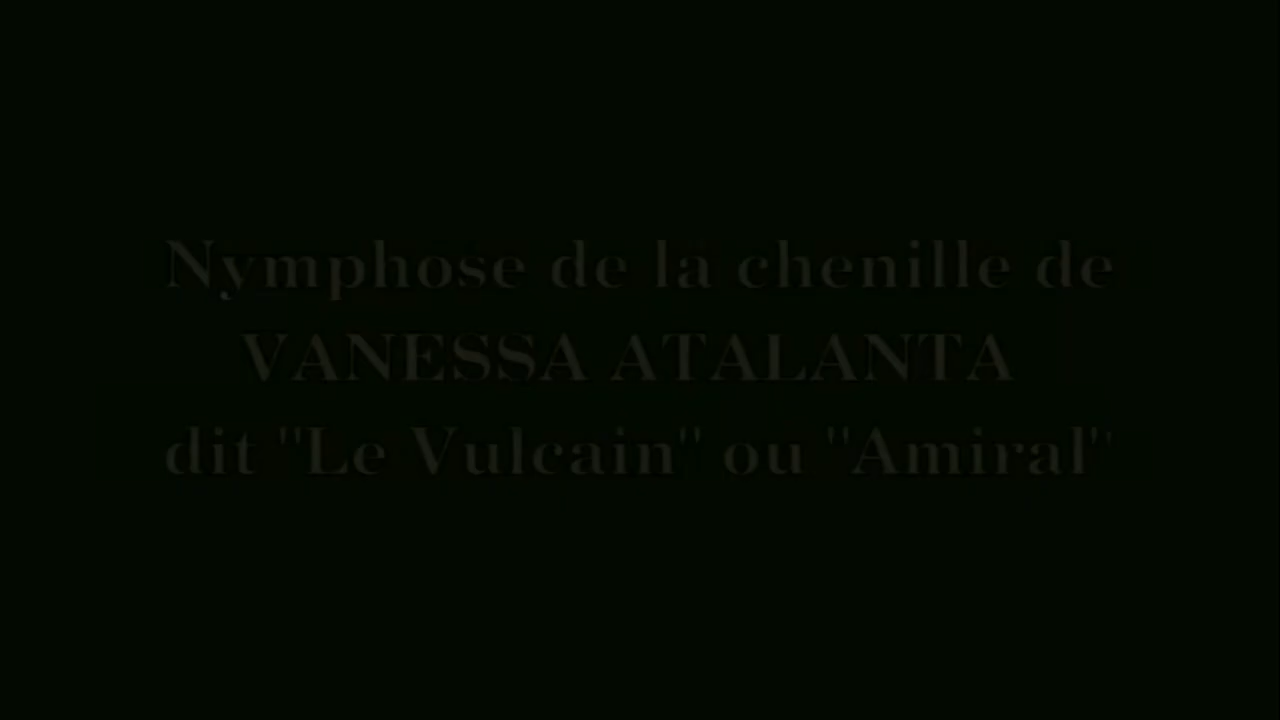 Nymphose de la chenille de
VANESSA ATALANTA
dit "Le Vulcain" ou "Amiral"